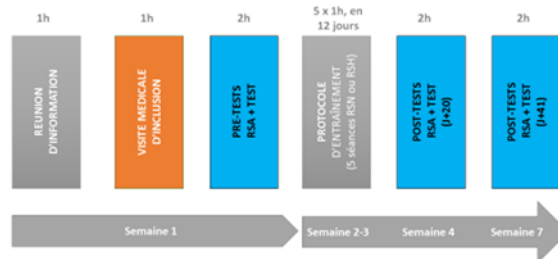 1h
1h
2h
5 x 1h, en
12 jours
2h
2h
REUNION
D'INFORMATION
VISITE MEDICALE
D'INCLUSION
PRE-TESTS
RSA + TEST
PROTOCOLE
D'ENTRAÎNEMENT
(5 séances RSN ou RSH)
POST-TESTS
RSA + TEST
(J+20)
POST-TESTS
RSA + TEST
(J+41)
Semaine 1
Semaine 2-3
Semaine 4
Semaine 7